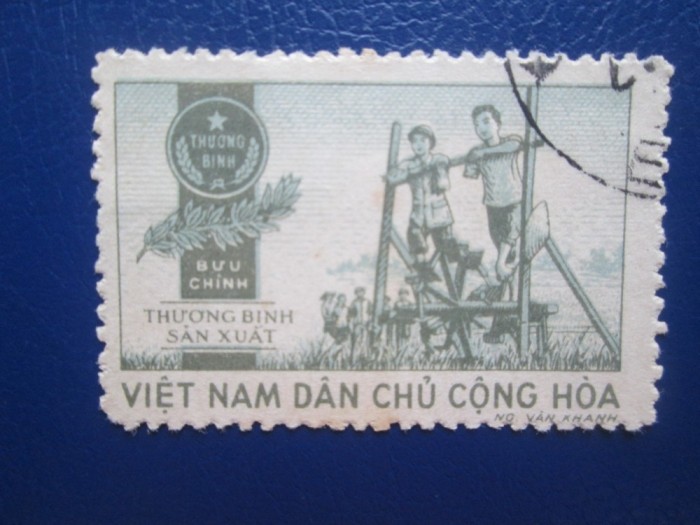 THƯƠNG
BINH
BƯU
CHÍNH
THƯƠNG BINH
SẢN XUẤT
VIỆT NAM DÂN CHỦ CỘNG HÒA
NG VĂN KHANH